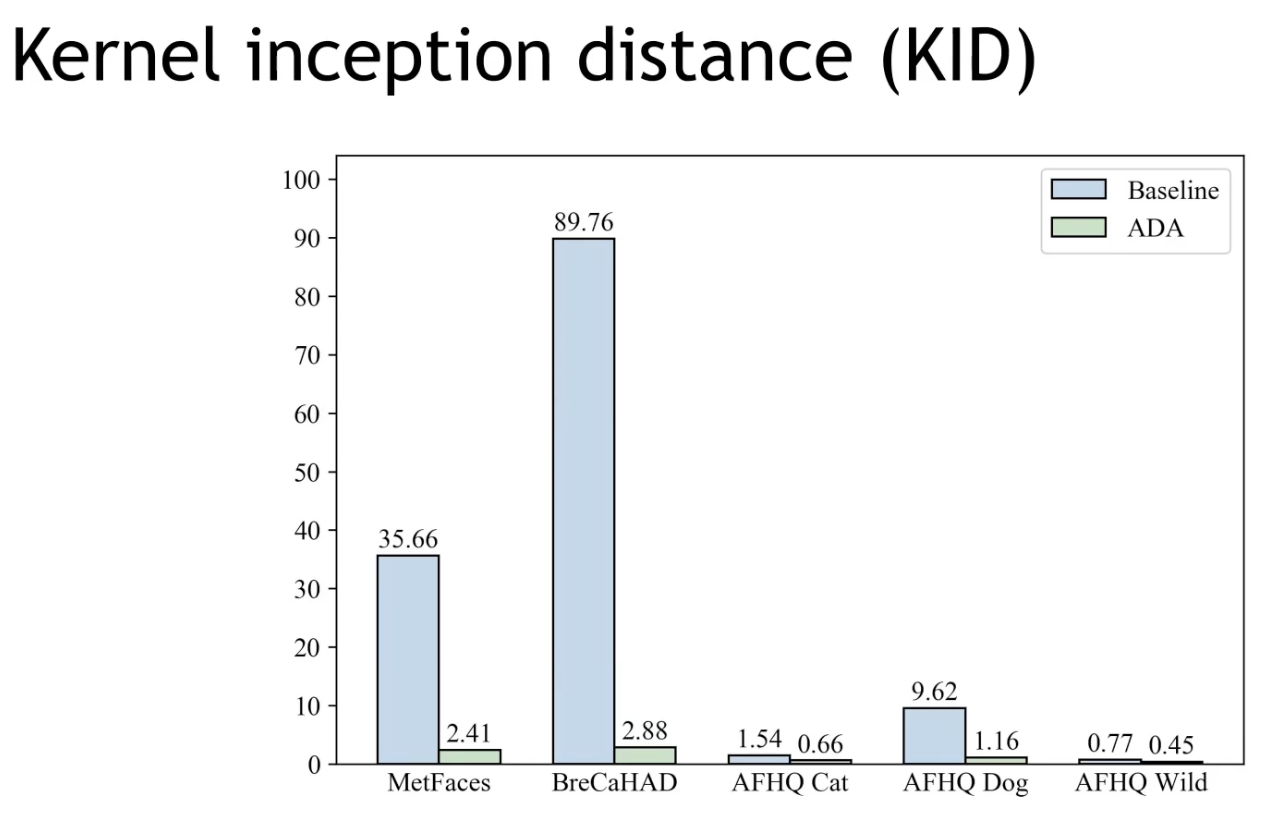 Kernel inception distance (KID)
100
90
80
70
60
50
40
30
20
10
0
Baseline
ADA
35.66
2.41
89.76
2.88
1.54
0.66
9.62
1.16
0.77
0.45
MetFaces
BreCaHAD
AFHQ Cat
AFHQ Dog
AFHQ Wild